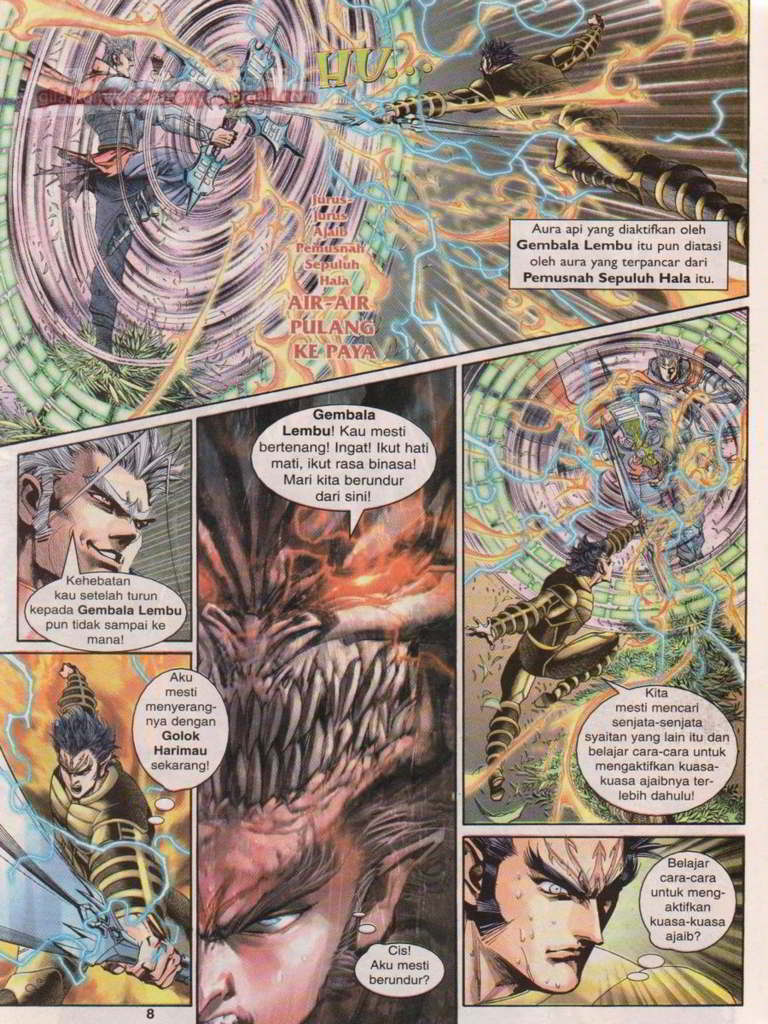 HU...
Jurus-
Jurus
Ajaib
Pemusnah
Sepuluh
Hala
AIR-AIR
PULANG
KE PAYA
Aura api yang diaktifkan oleh
Gembala Lembu itu pun diatasi
oleh aura yang terpancar dari
Pemusnah Sepuluh Hala itu.
Kehebatan
kau setelah turun
kepada Gembala Lembu
pun tidak sampai ke
mana!
Gembala
Lembu! Kau mesti
bertenang! Ingat! Ikut hati
mati, ikut rasa binasa!
Mari kita berundur
dari sini!
Kita
mesti mencari
senjata-senjata
syaitan yang lain itu dan
belajar cara-cara untuk
mengaktifkan kuasa-
kuasa ajaibnya ter-
lebih dahulu!
Aku
mesti
menyerang-
nya dengan
Golok
Harimau
sekarang!
Cis!
Aku mesti
berundur?
Belajar
cara-cara
untuk meng-
aktifkan
kuasa-kuasa
ajaib?
8